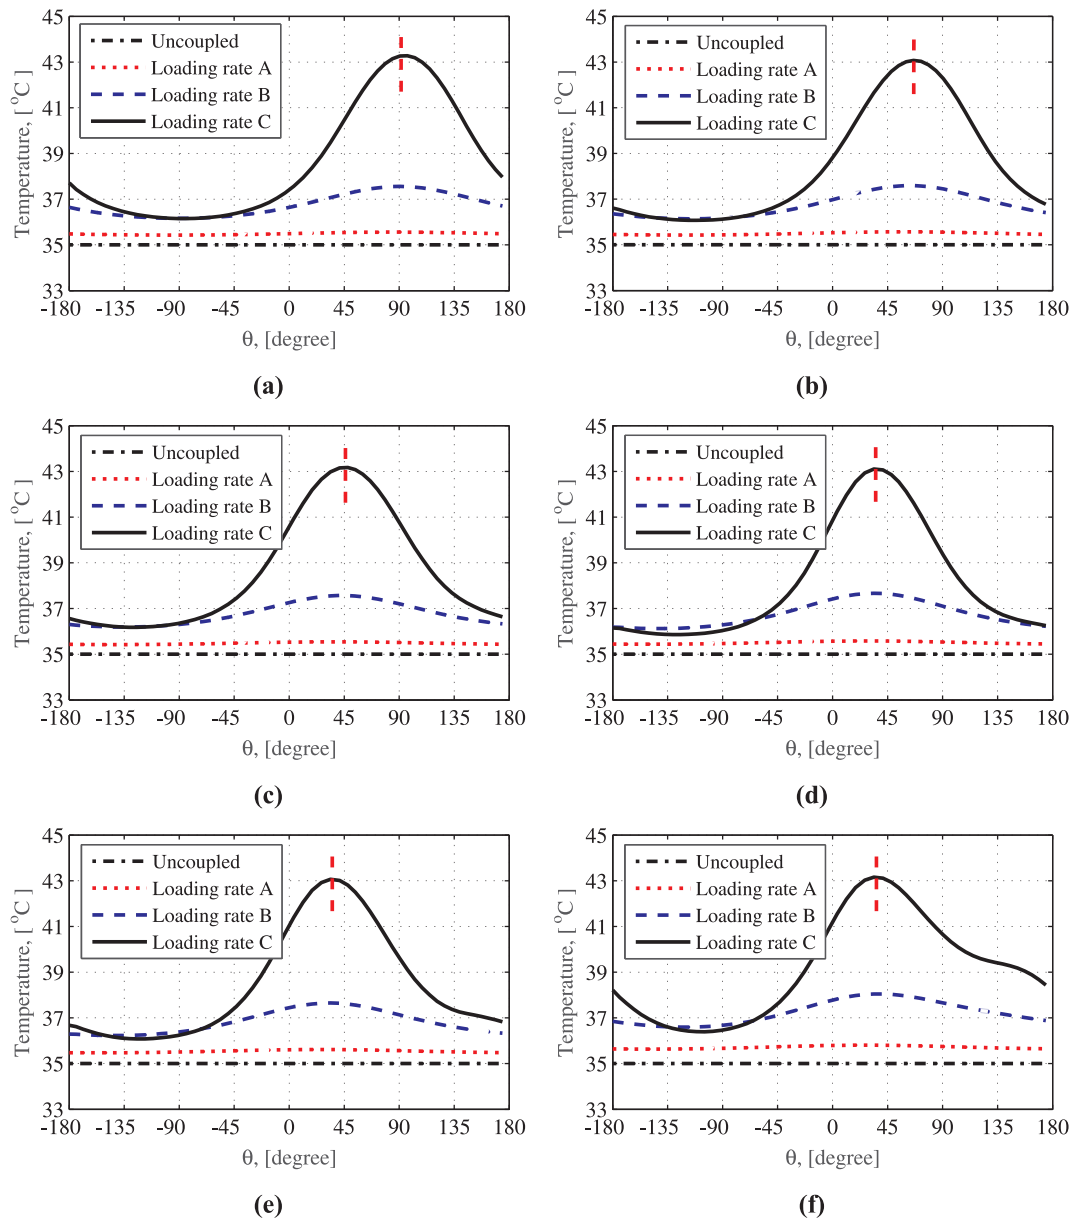 45
43
41
39
37
35
33
Temperature, [ °C ]
Uncoupled
Loading rate A
Loading rate B
Loading rate C
-180 -135 -90 -45 0 45 90 135 180
θ, [degree]
(a)
45
43
41
39
37
35
33
Temperature, [ °C ]
Uncoupled
Loading rate A
Loading rate B
Loading rate C
-180 -135 -90 -45 0 45 90 135 180
θ, [degree]
(b)
45
43
41
39
37
35
33
Temperature, [ °C ]
Uncoupled
Loading rate A
Loading rate B
Loading rate C
-180 -135 -90 -45 0 45 90 135 180
θ, [degree]
(c)
45
43
41
39
37
35
33
Temperature, [ °C ]
Uncoupled
Loading rate A
Loading rate B
Loading rate C
-180 -135 -90 -45 0 45 90 135 180
θ, [degree]
(d)
45
43
41
39
37
35
33
Temperature, [ °C ]
Uncoupled
Loading rate A
Loading rate B
Loading rate C
-180 -135 -90 -45 0 45 90 135 180
θ, [degree]
(e)
45
43
41
39
37
35
33
Temperature, [ °C ]
Uncoupled
Loading rate A
Loading rate B
Loading rate C
-180 -135 -90 -45 0 45 90 135 180
θ, [degree]
(f)